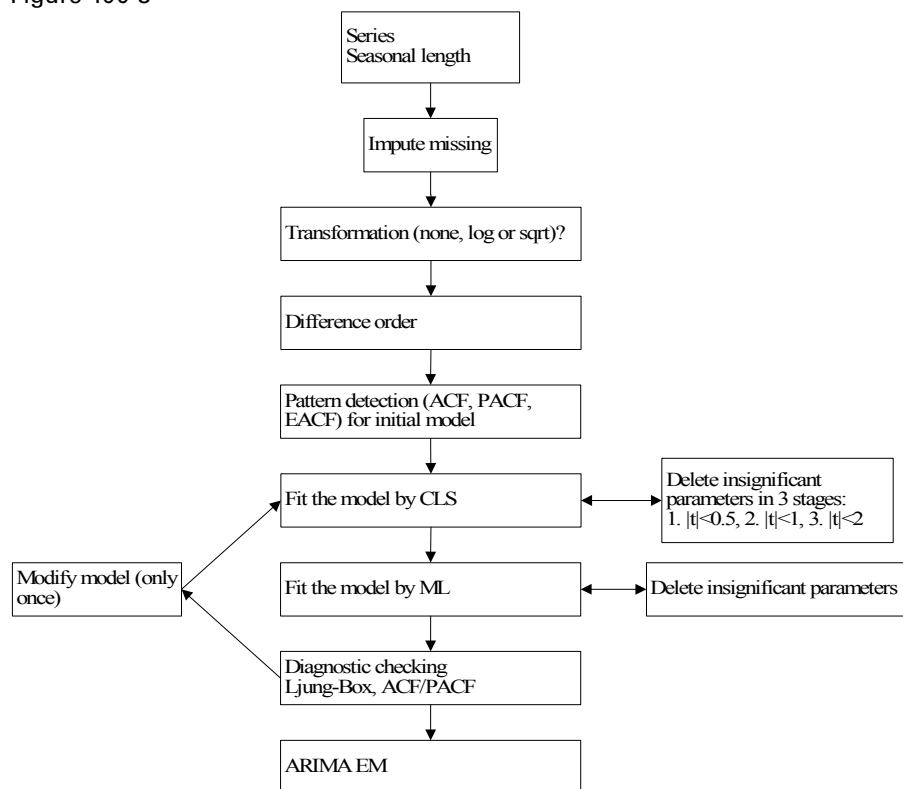 Series
Seasonal length
Impute missing
Transformation (none, log or sqrt)?
Difference order
Pattern detection (ACF, PACF,
EACF) for initial model
Fit the model by CLS
Delete insignificant
parameters in 3 stages:
1. |t|<0.5, 2. |t|<1, 3. |t|<2
Modify model (only
once)
Fit the model by ML
Delete insignificant parameters
Diagnostic checking
Ljung-Box, ACF/PACF
ARIMA EM